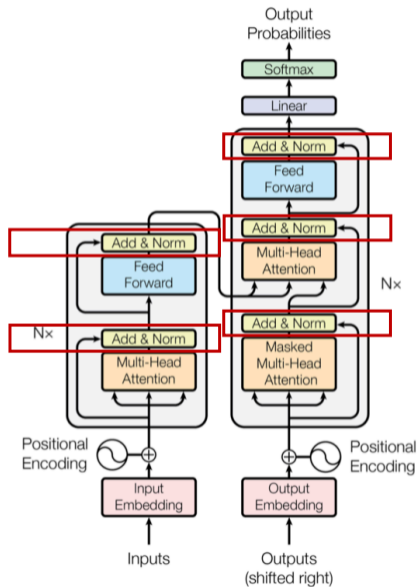 Output
Probabilities
Softmax
Linear
Add & Norm
Feed
Forward
Add & Norm
Multi-Head
Attention
Add & Norm
Masked
Multi-Head
Attention
Nx
Add & Norm
Feed
Forward
Add & Norm
Multi-Head
Attention
Nx
Positional
Encoding
Positional
Encoding
Input
Embedding
Output
Embedding
Inputs
Outputs
(shifted right)